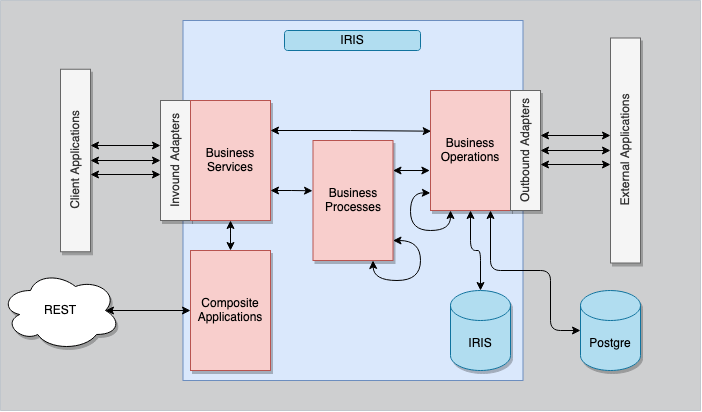 IRIS
Client Applications
Invound Adapters
Business
Services
Business
Processes
Business
Operations
Outbound Adapters
External Applications
REST
Composite
Applications
IRIS
Postgre